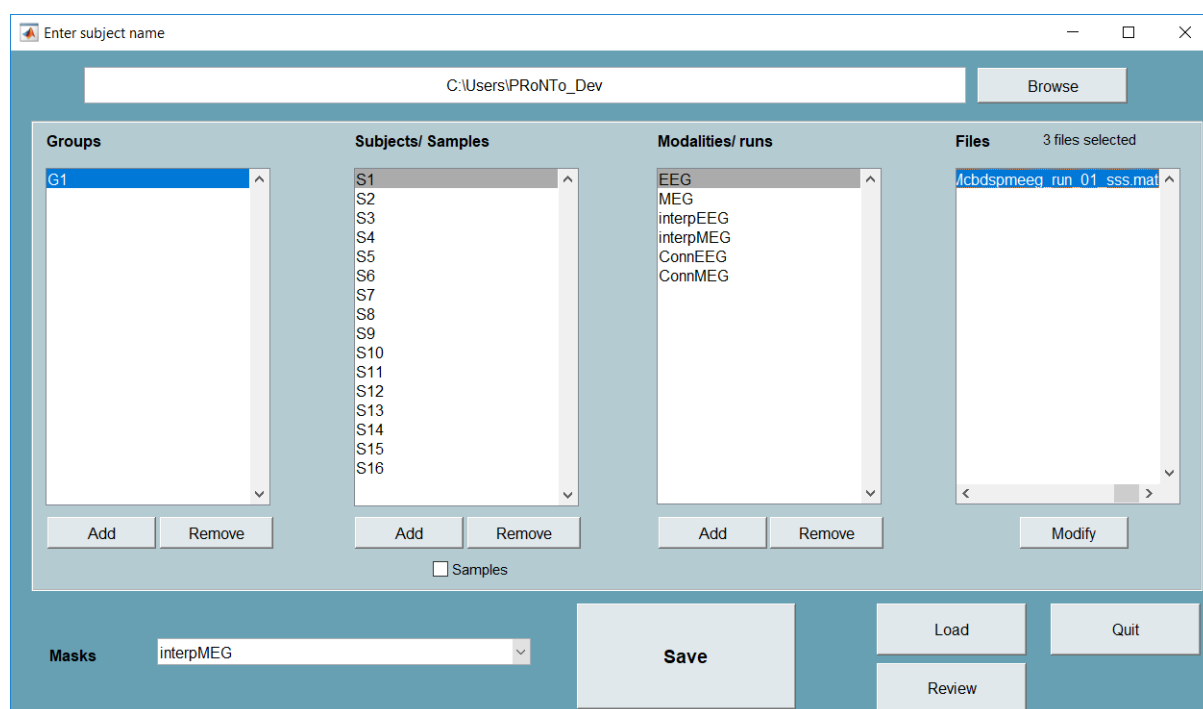 Enter subject name
C:\Users\PRoNTo_Dev
Browse
Groups
Subjects/ Samples
Modalities/ runs
Files
3 files selected
G1
S1
S2
S3
S4
S5
S6
S7
S8
S9
S10
S11
S12
S13
S14
S15
S16
EEG
MEG
interpEEG
interpMEG
ConnEEG
ConnMEG
Mcbdspmeeg_run_01_sss.mat
Add
Remove
Add
Remove
Add
Remove
Modify
Samples
Masks
interpMEG
Save
Load
Quit
Review